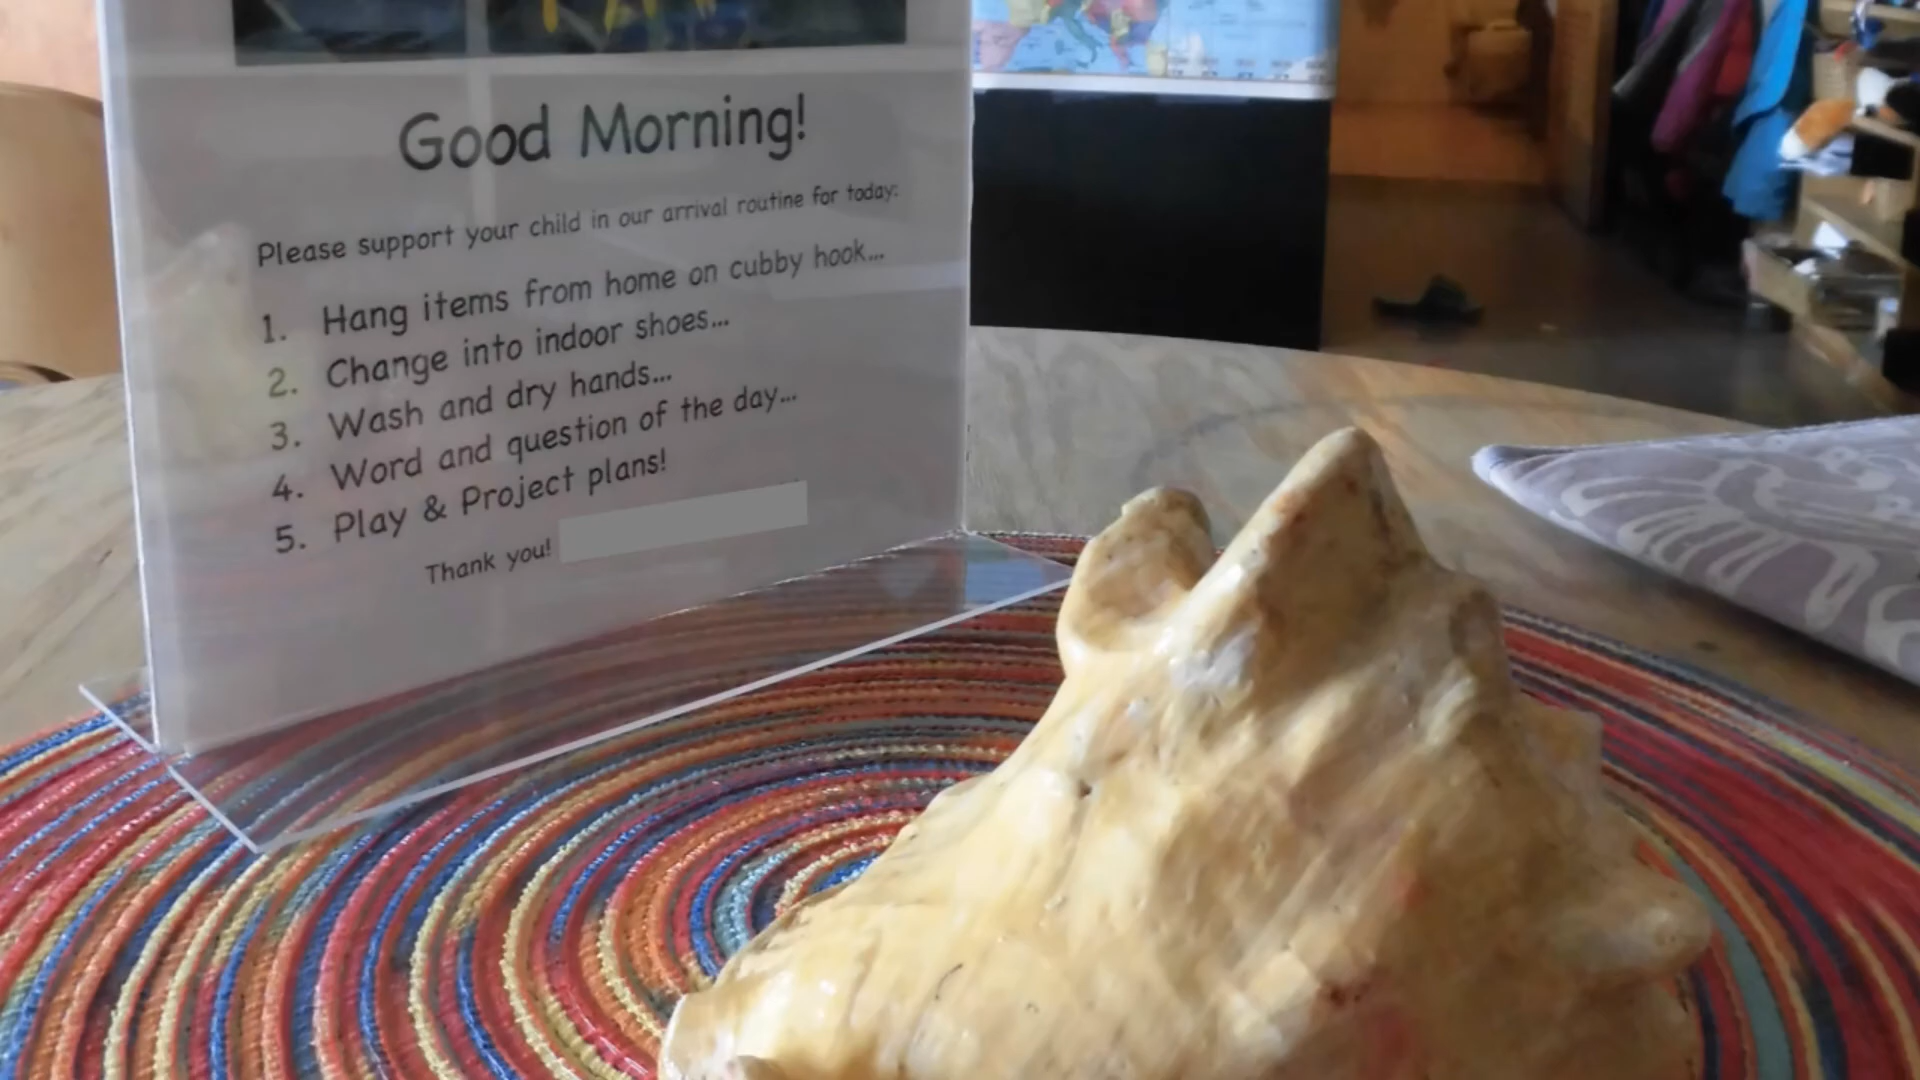 Good Morning!
Please support your child in our arrival routine for today:
1. Hang items from home on cubby hook...
2. Change into indoor shoes...
3. Wash and dry hands...
4. Word and question of the day...
5. Play & Project plans!
Thank you!